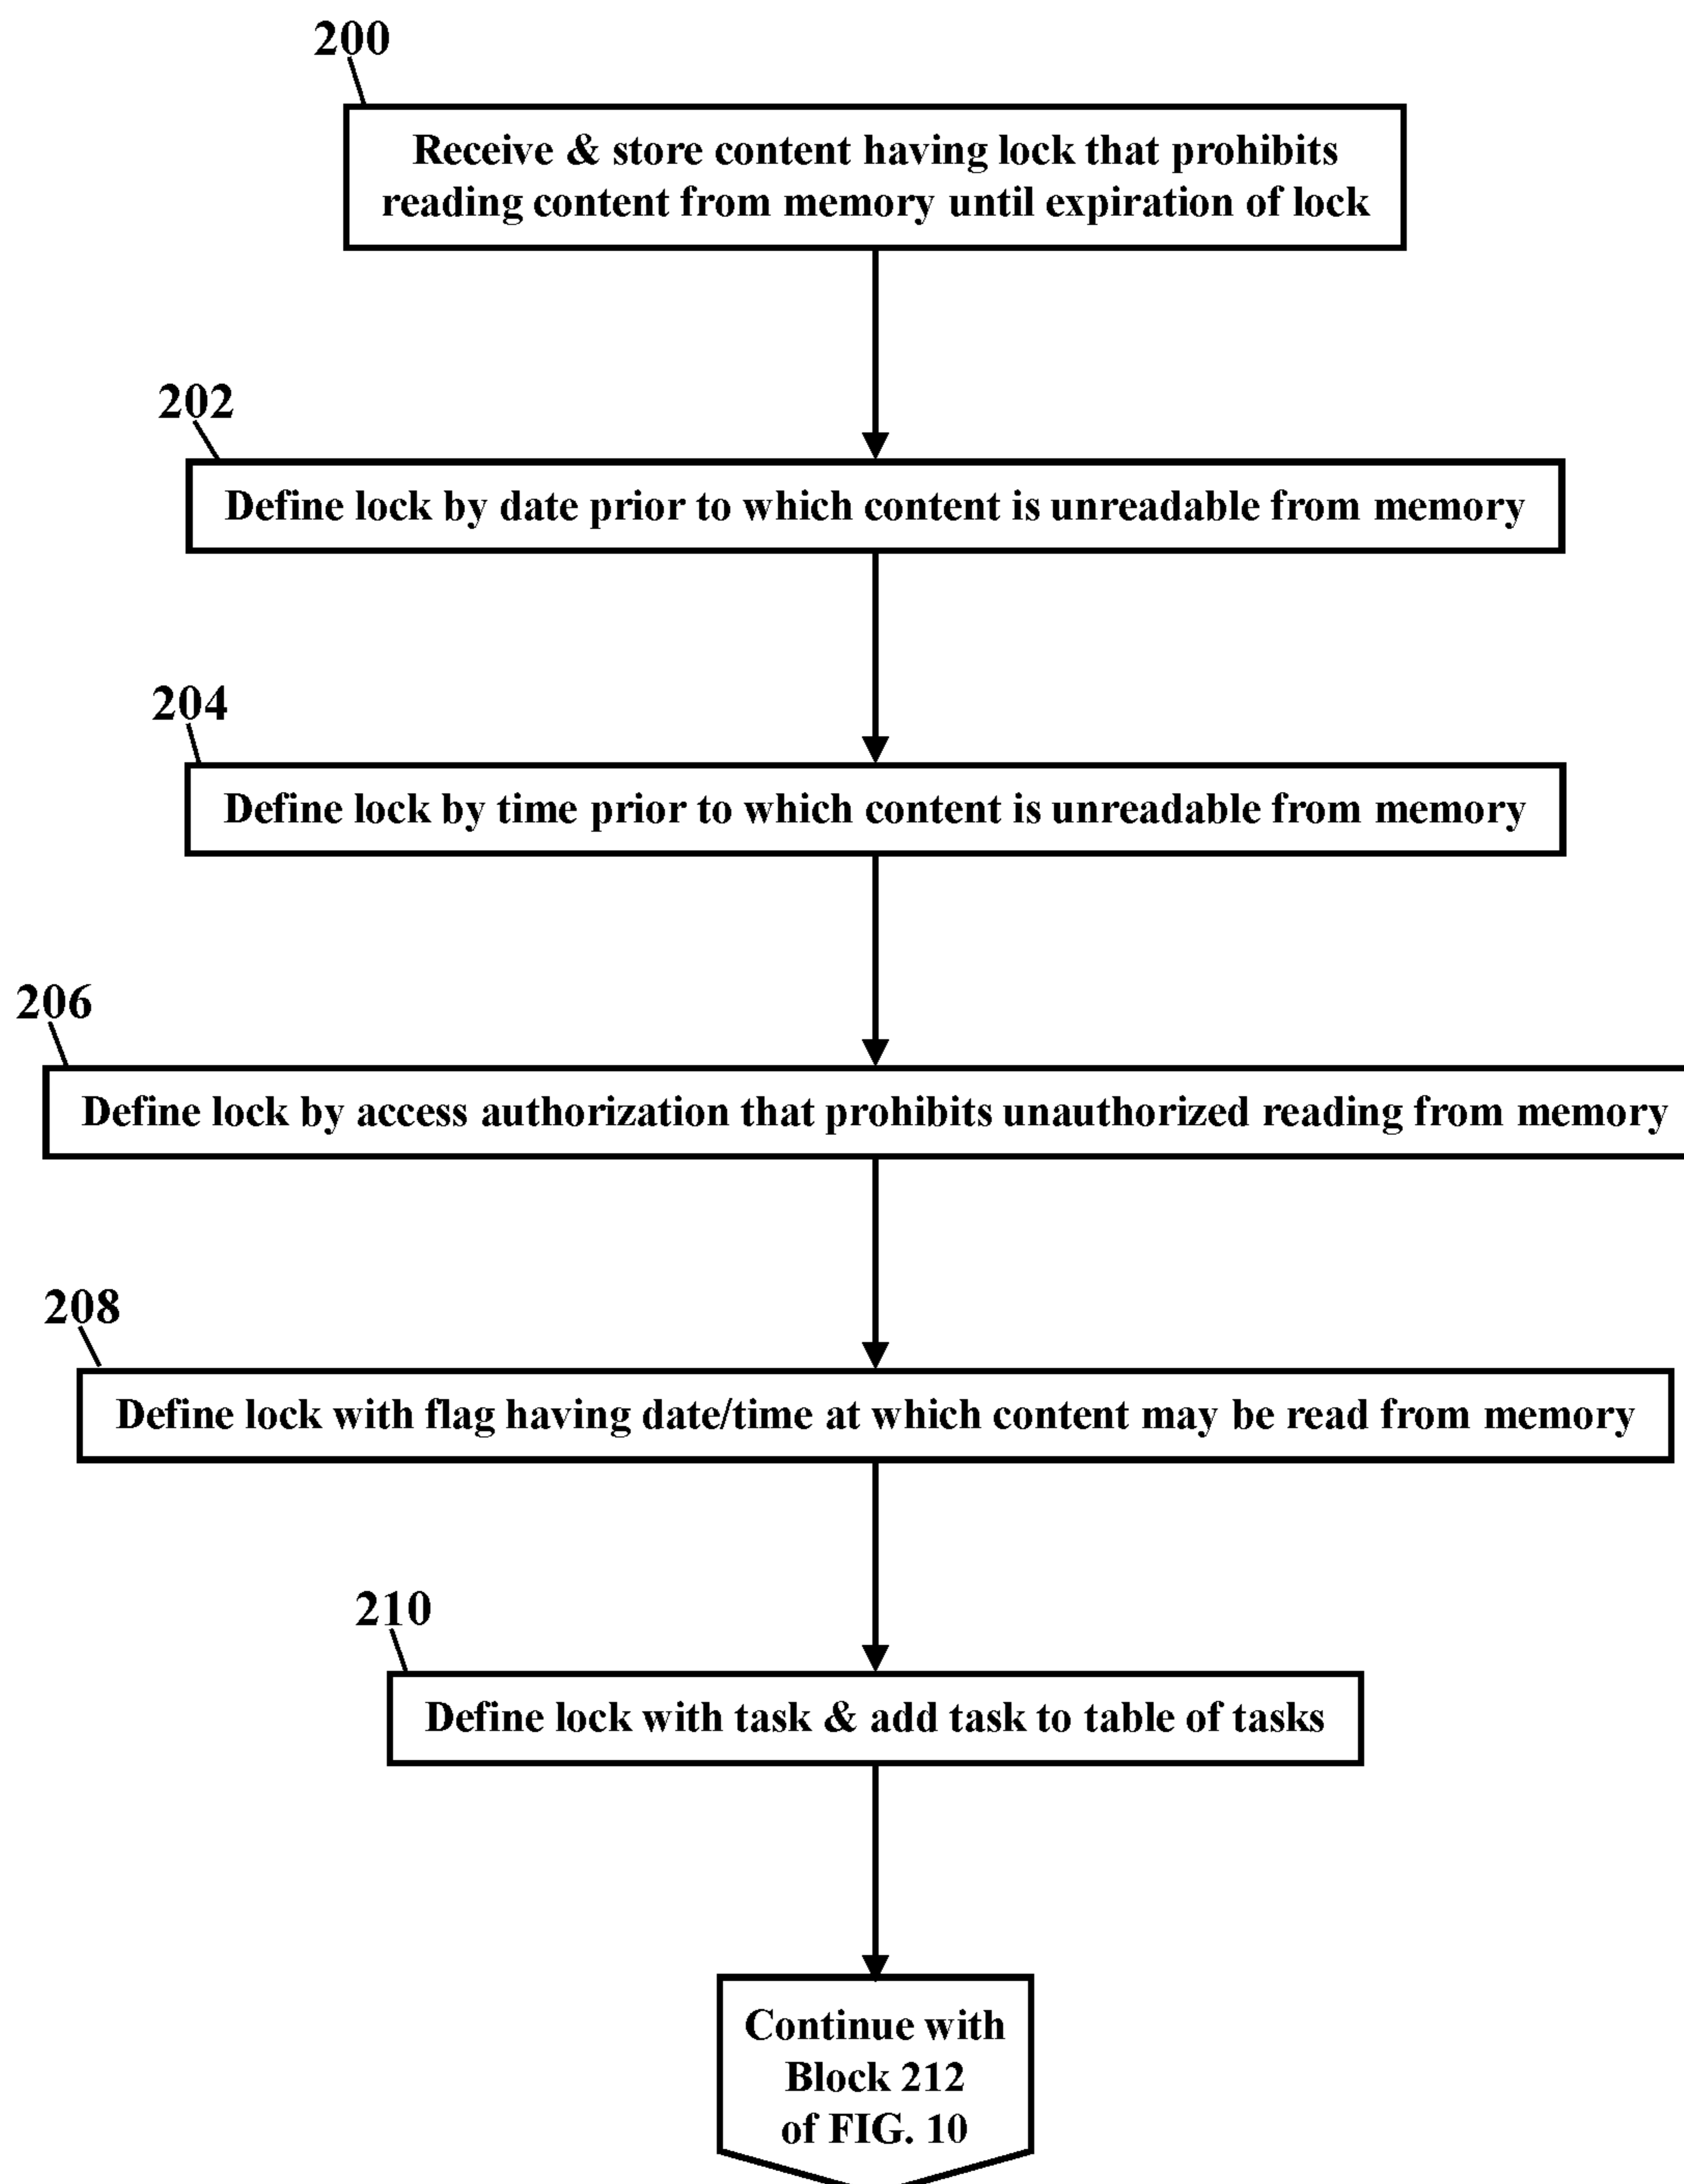 200
Receive & store content having lock that prohibits
reading content from memory until expiration of lock
202
Define lock by date prior to which content is unreadable from memory
204
Define lock by time prior to which content is unreadable from memory
206
Define lock by access authorization that prohibits unauthorized reading from memory
208
Define lock with flag having date/time at which content may be read from memory
210
Define lock with task & add task to table of tasks
Continue with
Block 212
of FIG. 10